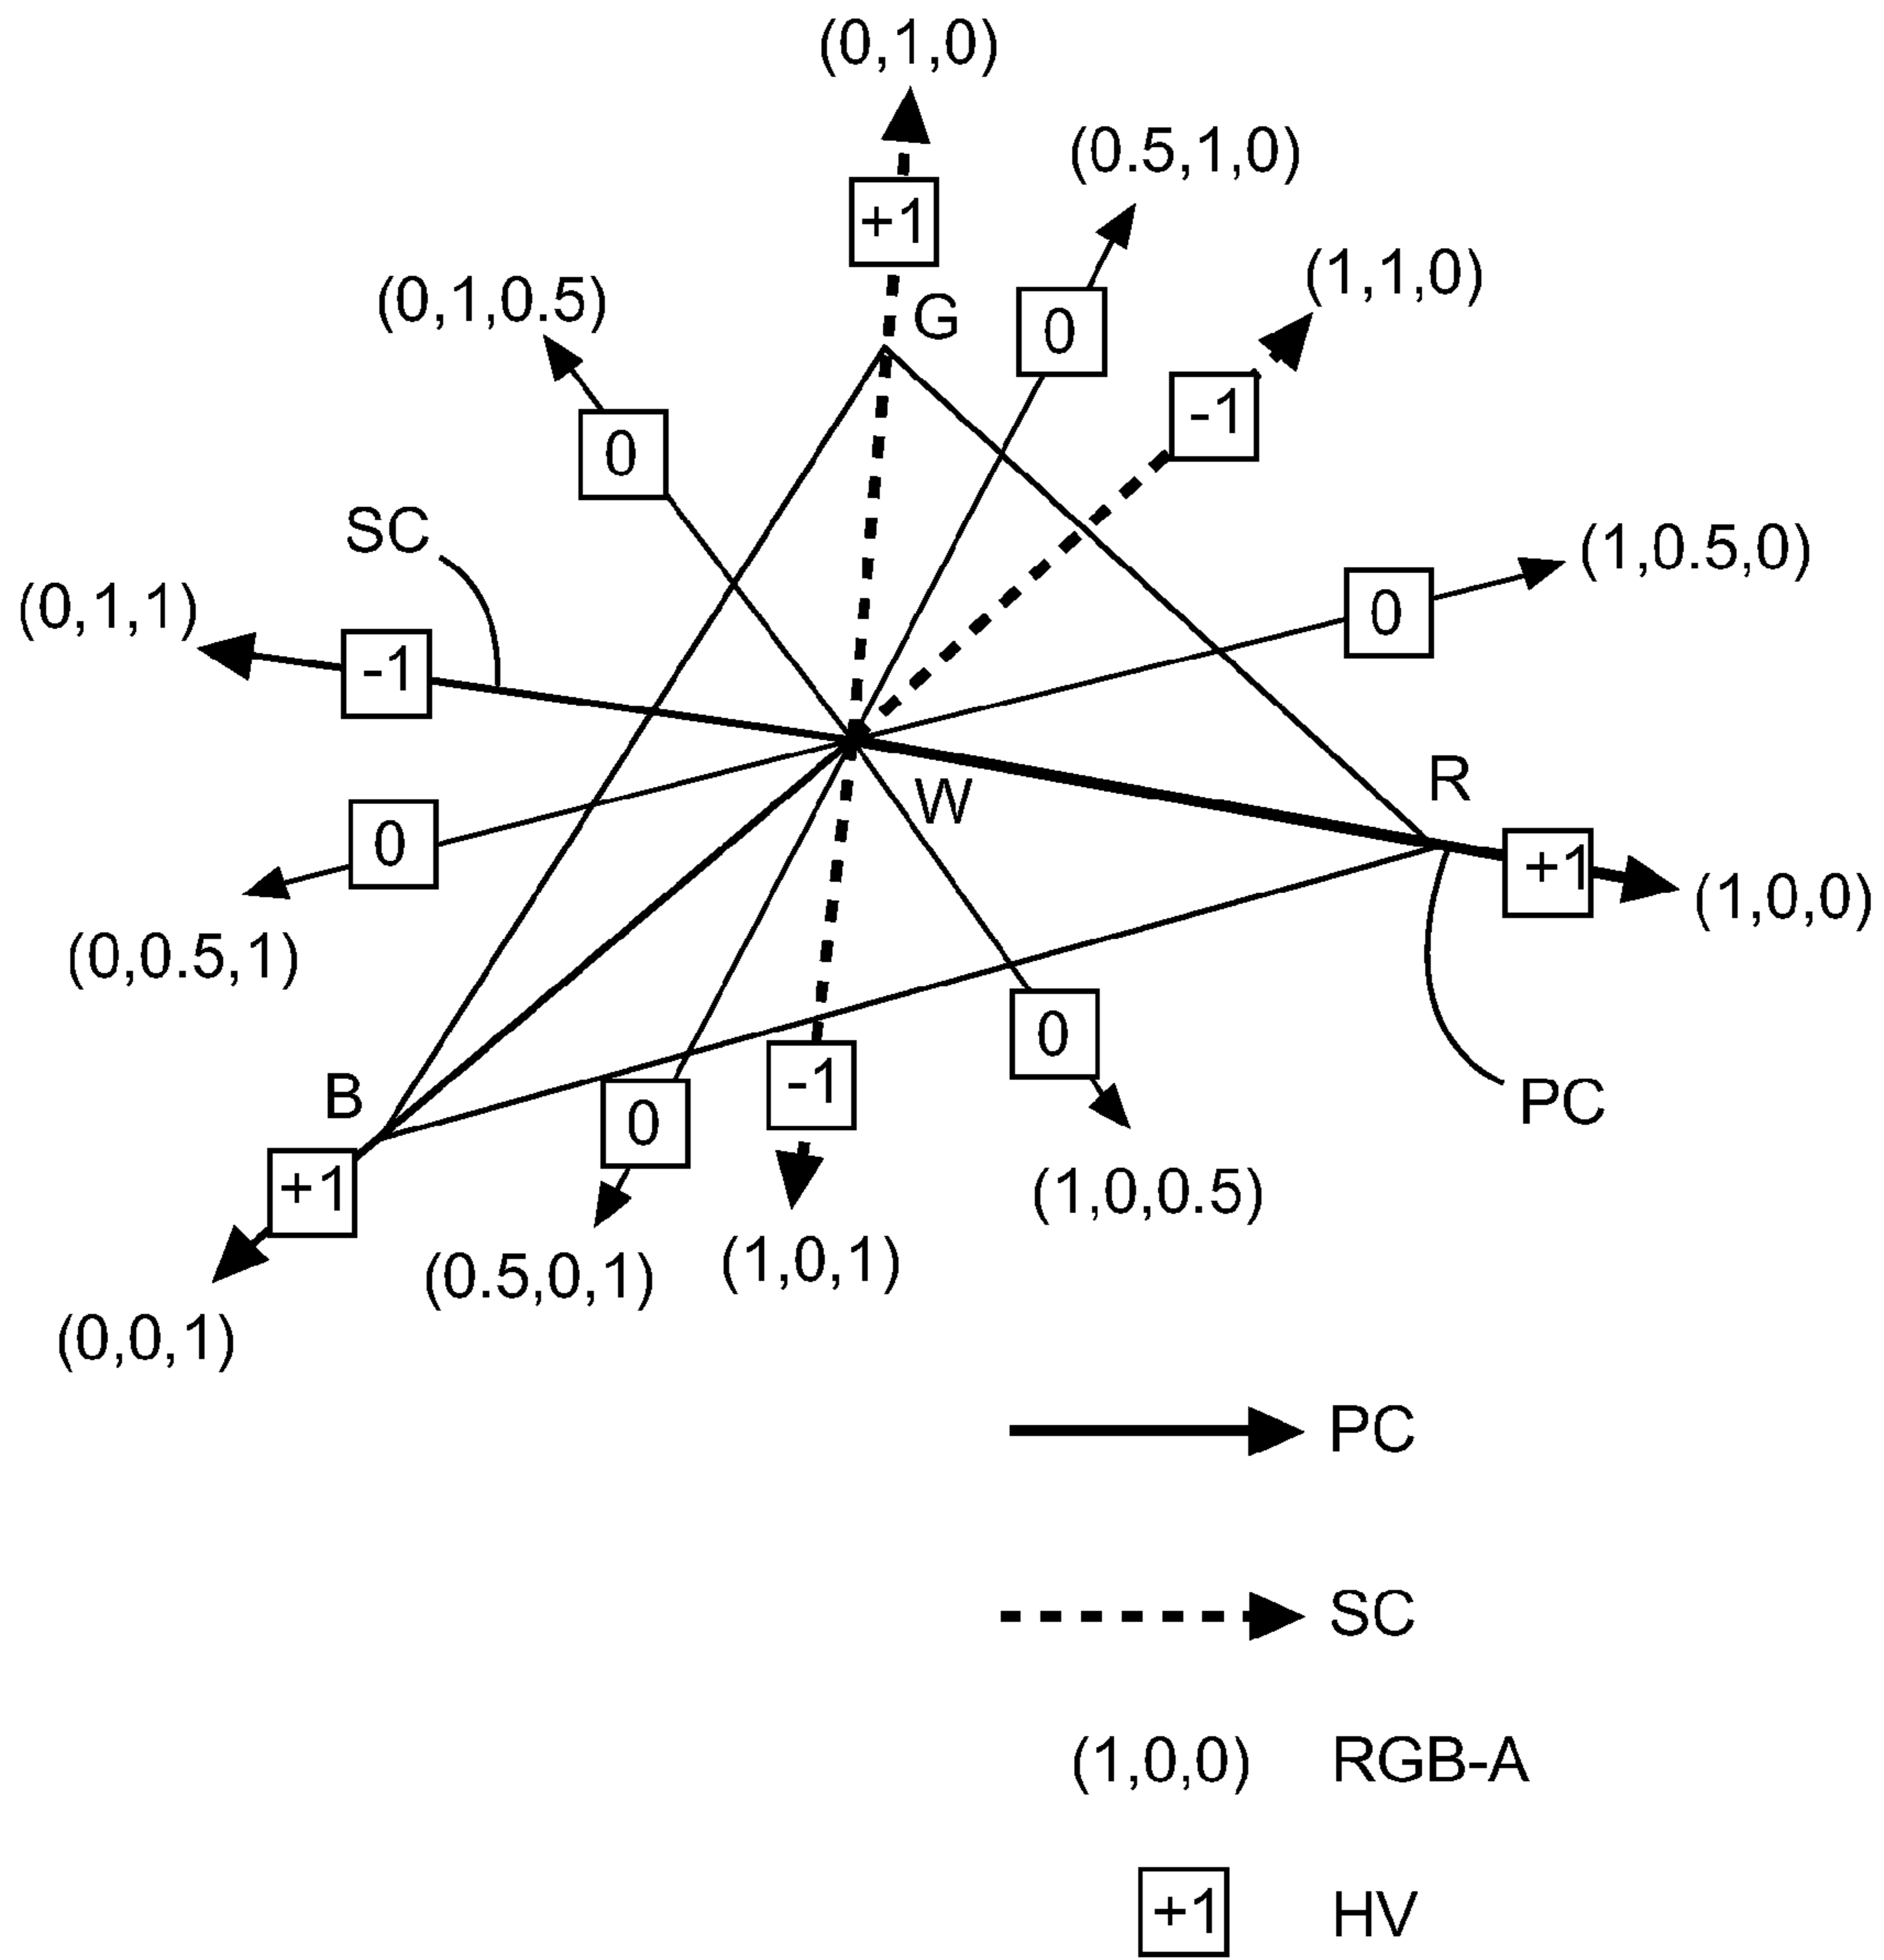 (0,1,0)
(0.5,1,0)
+1
(1,1,0)
(0,1,0.5)
G
0
-1
0
SC
(1,0.5,0)
(0,1,1)
0
-1
R
W
0
+1
(1,0,0)
(0,0.5,1)
0
-1
B
PC
0
+1
(1,0,0.5)
(1,0,1)
(0.5,0,1)
(0,0,1)
PC
SC
(1,0,0) RGB-A
+1 HV